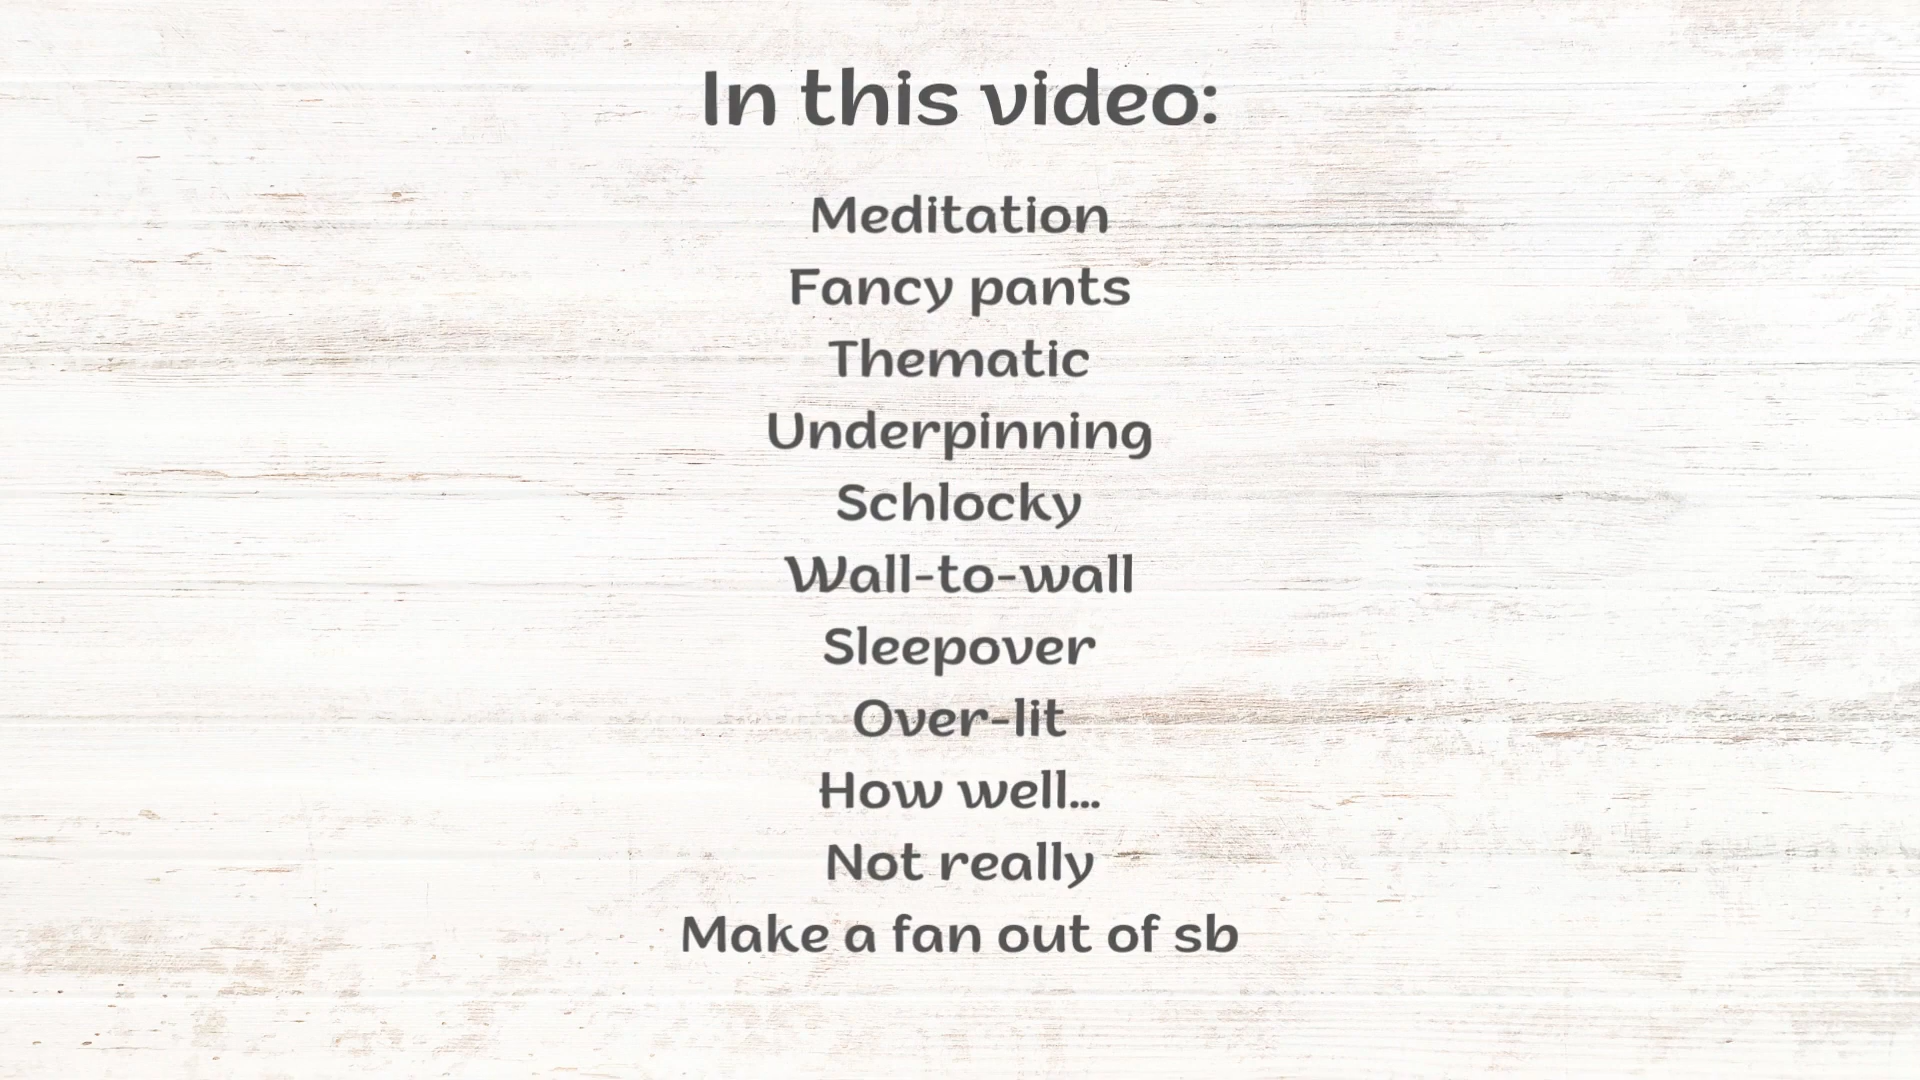 In this video:
Meditation
Fancy pants
Thematic
Underpinning
Schlocky
Wall-to-wall
Sleepover
Over-lit
How well...
Not really
Make a fan out of sb